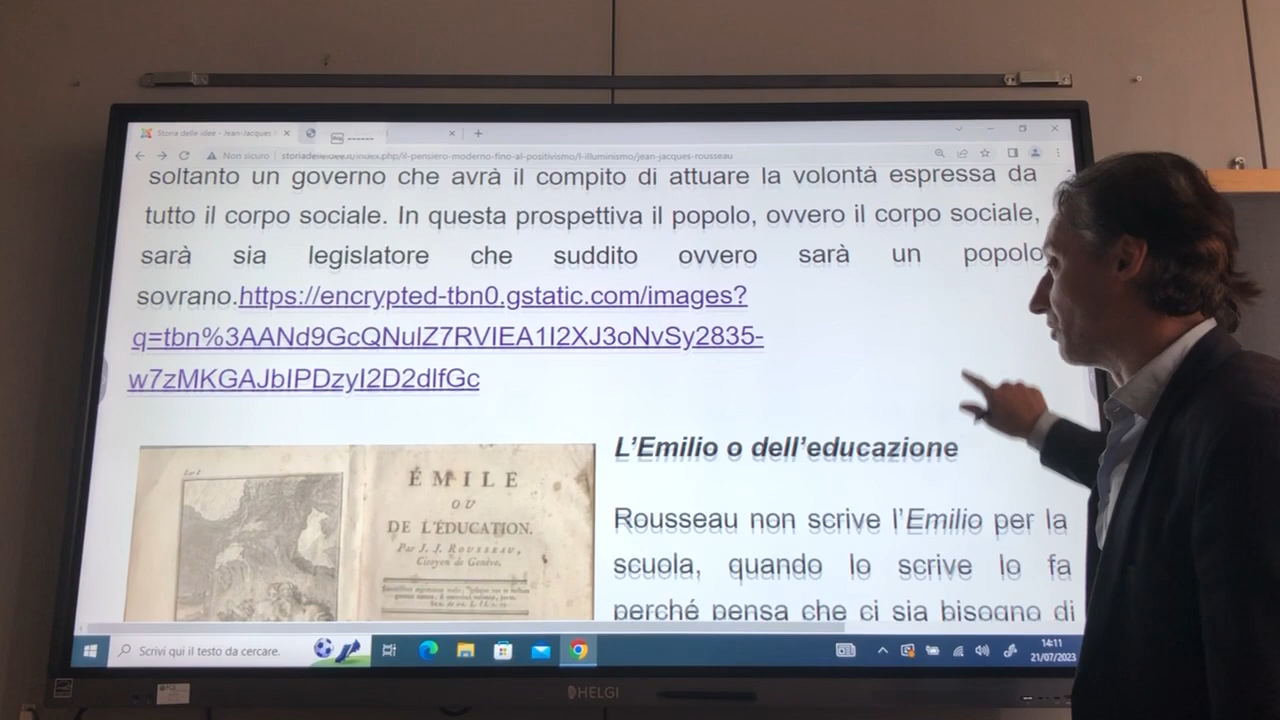 Storia delle idee - Jean-Jacques
Non sicuro | storiadelleidee.it/index.php/il-pensiero-moderno-fino-al-positivismo/l-illuminismo/jean-jacques-rousseau
soltanto un governo che avrà il compito di attuare la volontà espressa da
tutto il corpo sociale. In questa prospettiva il popolo, ovvero il corpo sociale,
sarà sia legislatore che suddito ovvero sarà un popolo
sovrano.https://encrypted-tbn0.gstatic.com/images?
q=tbn%3AANd9GcQNulZ7RVIEA1I2XJ3oNvSy2835-
w7zMKGAJbIPDzyI2D2dIfGc
ÉMILE
OU
DE L'ÉDUCATION.
Par J. J. ROUSSEAU,
Citoyen de Genève.
L'Emilio o dell'educazione
Rousseau non scrive l'Emilio per la
scuola, quando lo scrive lo fa
perché pensa che ci sia bisogno di
Scrivi qui il testo da cercare.
14:11
21/07/2023
HELGI